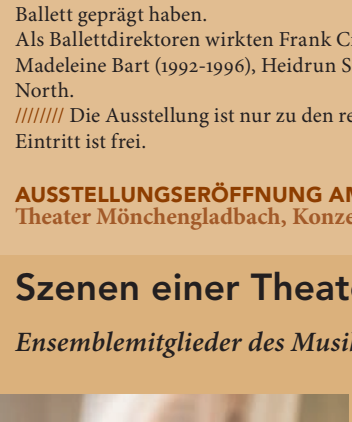 Ballett geprägt haben.
Als Ballettdirektoren wirkten Frank
Madeleine Bart (1992-1996), Heidrun
North.
//////// Die Ausstellung ist nur zu den
Eintritt ist frei.
AUSSTELLUNGSERÖFFNUNG
Theater Mönchengladbach,
Szenen einer
Ensemblemitglieder des